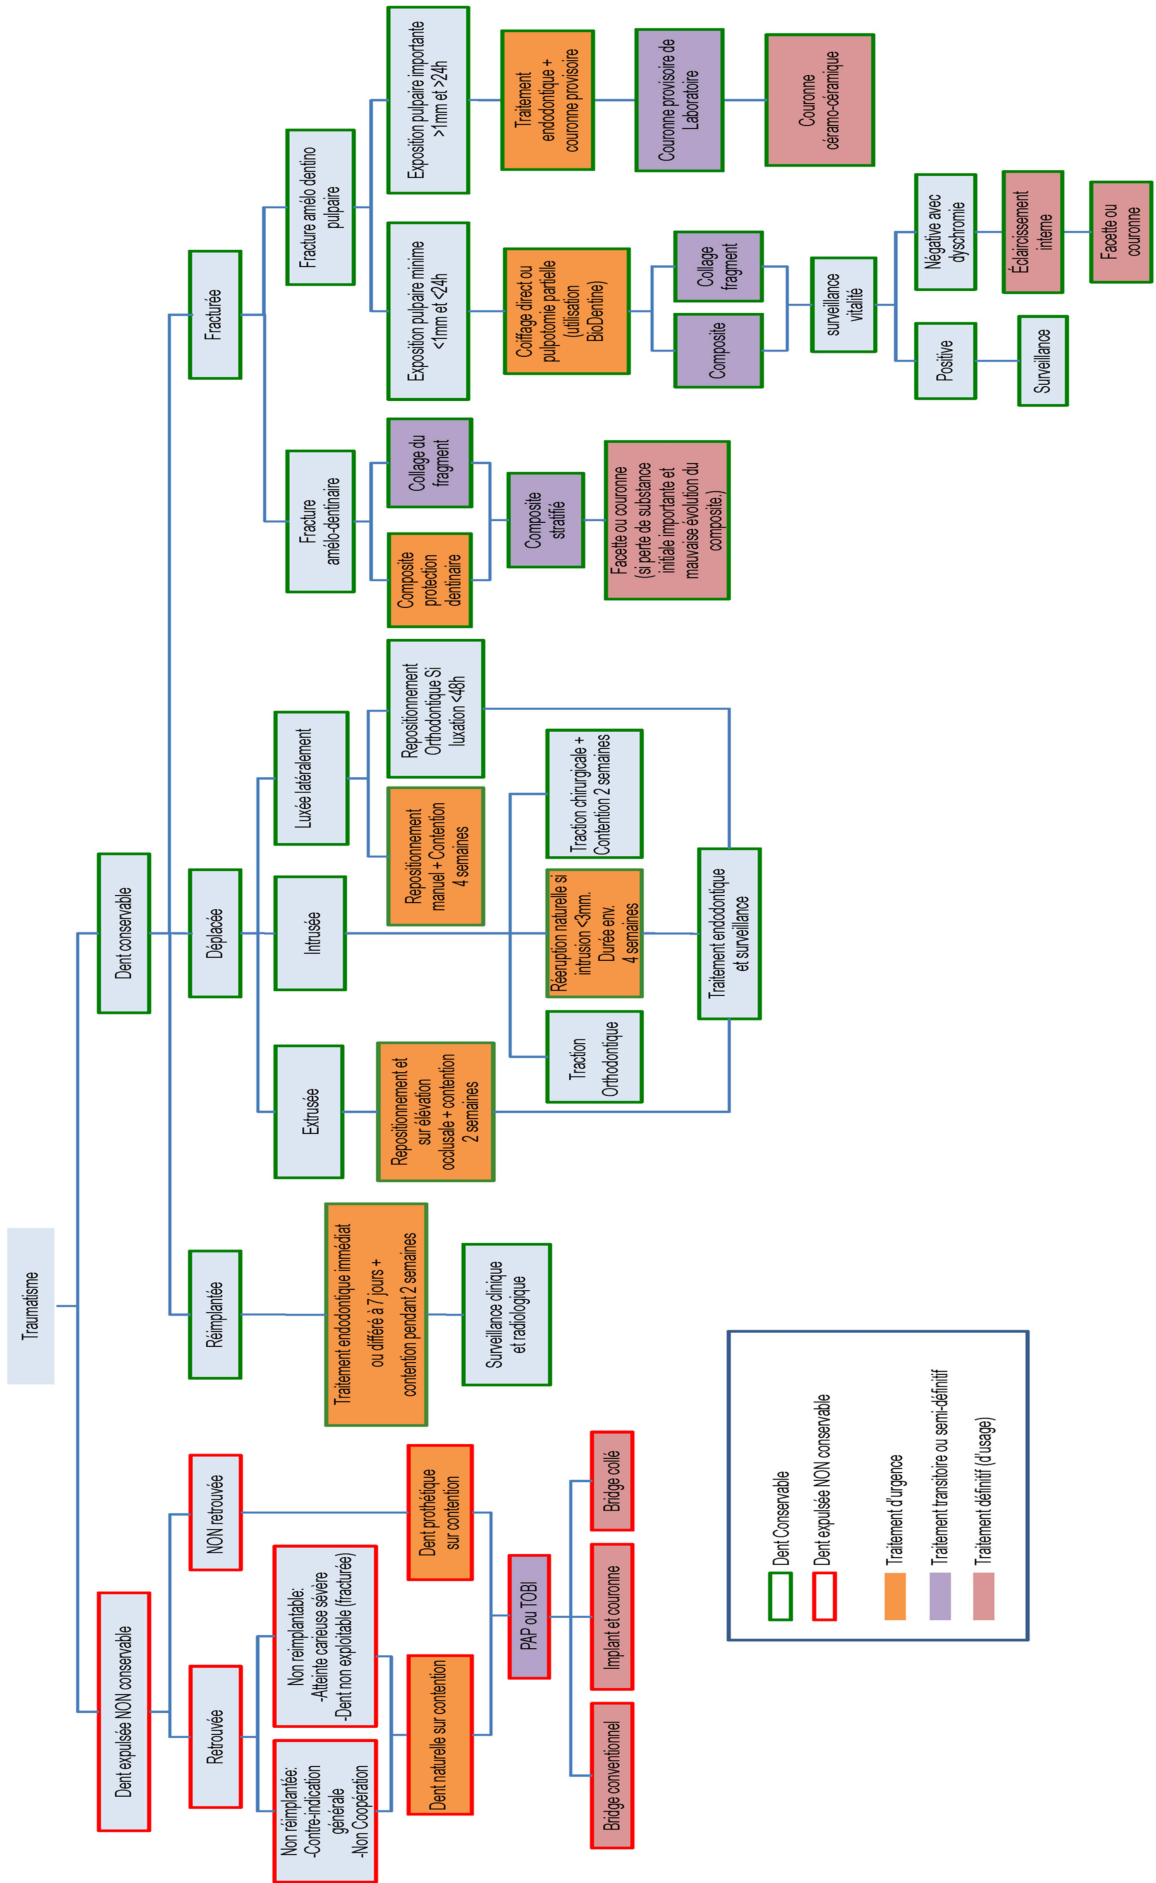 Traumatisme
Dent expulsée NON conservable
Dent conservable
Retrouvée
NON retrouvée
Réimplantée
Déplacée
Fracturée
Non réimplantée:
-Contre-indication
générale
-Non Coopération
Non réimplantable:
-Atteinte carieuse sévère
-Dent non exploitable (fracturée)
Dent naturelle sur contention
Dent prothétique
sur contention
PAP ou TOBI
Bridge conventionnel
Implant et couronne
Bridge collé
Traitement endodontique immédiat
ou différé à 7 jours +
contention pendant 2 semaines
Surveillance clinique
et radiologique
Extrusée
Intrusée
Luxée latéralement
Repositionnement et
sur élévation
occlusale + contention
2 semaines
Repositionnement
manuel + Contention
4 semaines
Repositionnement
Orthodontique Si
luxation <48h
Traction
Orthodontique
Rééruption naturelle si
intrusion <3mm.
Durée env.
4 semaines
Traction chirurgicale +
Contention 2 semaines
Traitement endodontique
et surveillance
Fracture
amélo-dentinaire
Fracture amélo dentino
pulpaire
Composite
protection
dentinaire
Collage du
fragment
Composite
stratifié
Facette ou couronne
(si perte de substance
initiale importante et
mauvaise évolution du
composite.)
Exposition pulpaire minime
<1mm et <24h
Exposition pulpaire importante
>1mm et >24h
Coiffage direct ou
pulpotomie partielle
(utilisation
BioDentine)
Traitement
endodontique +
couronne provisoire
Composite
Collage
fragment
Couronne provisoire de
Laboratoire
surveillance
vitalité
Couronne
céramo-céramique
Positive
Négative avec
dyschromie
Surveillance
Éclaircissement
interne
Facette ou
couronne
Dent Conservable
Dent expulsée NON conservable
Traitement d'urgence
Traitement transitoire ou semi-définitif
Traitement définitif (d'usage)